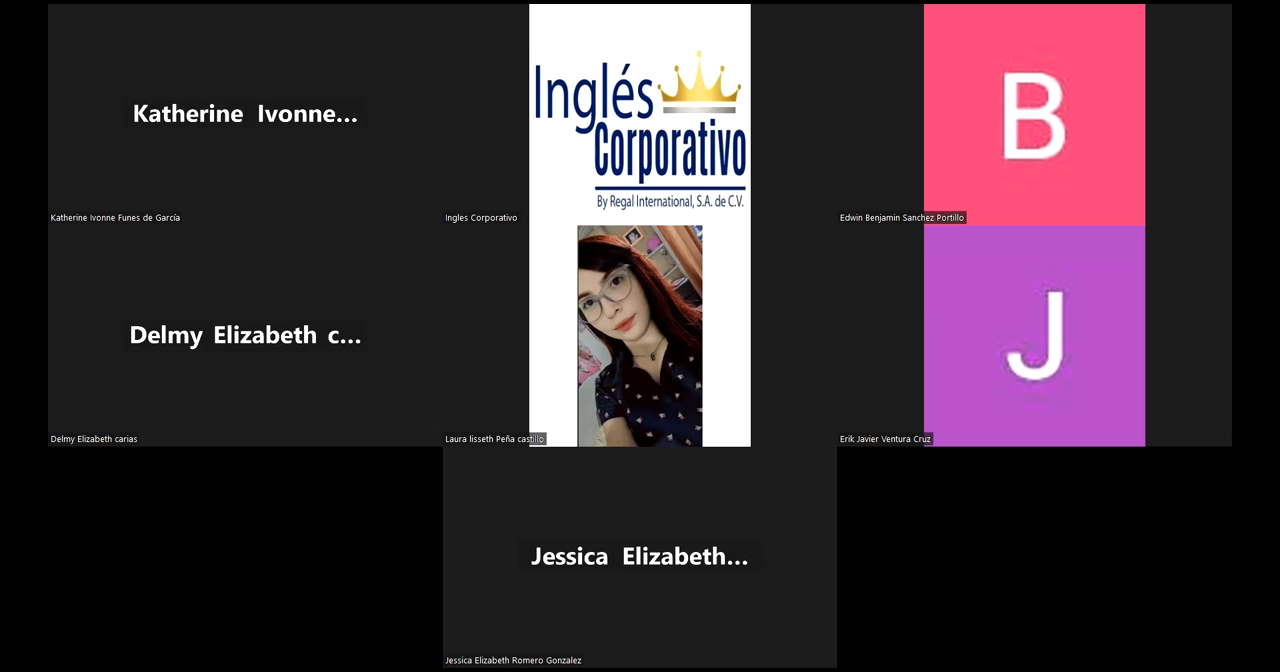 Katherine Ivonne...
Katherine Ivonne Funes de García
Inglés
Corporativo
By Regal International, S.A. de C.V.
Ingles Corporativo
B
Edwin Benjamin Sanchez Portillo
Delmy Elizabeth c...
Delmy Elizabeth carias
Laura lisseth Peña castillo
J
Erik Javier Ventura Cruz
Jessica Elizabeth...
Jessica Elizabeth Romero Gonzalez